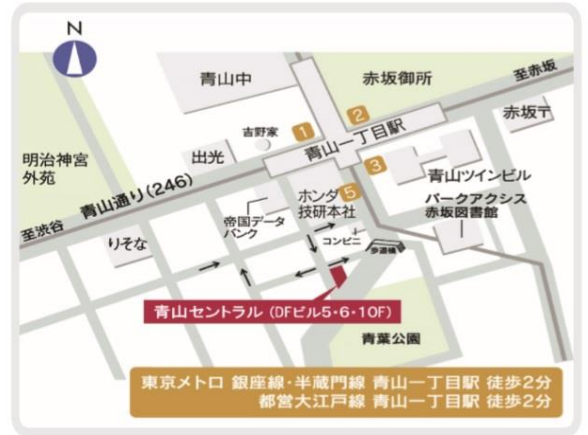 N
青山中
赤坂御所
至赤坂
吉野家
1
2
赤坂〒
出光
青山一丁目駅
3
明治神宮
外苑
青山ツインビル
青山通り(246)
ホンダ
技研本社
5
パークアクシス
赤坂図書館
至渋谷
帝国データ
バンク
りそな
コンビニ
歩道橋
青山セントラル (DFビル5・6・10F)
青葉公園
東京メトロ 銀座線・半蔵門線 青山一丁目駅 徒歩2分
都営大江戸線 青山一丁目駅 徒歩2分